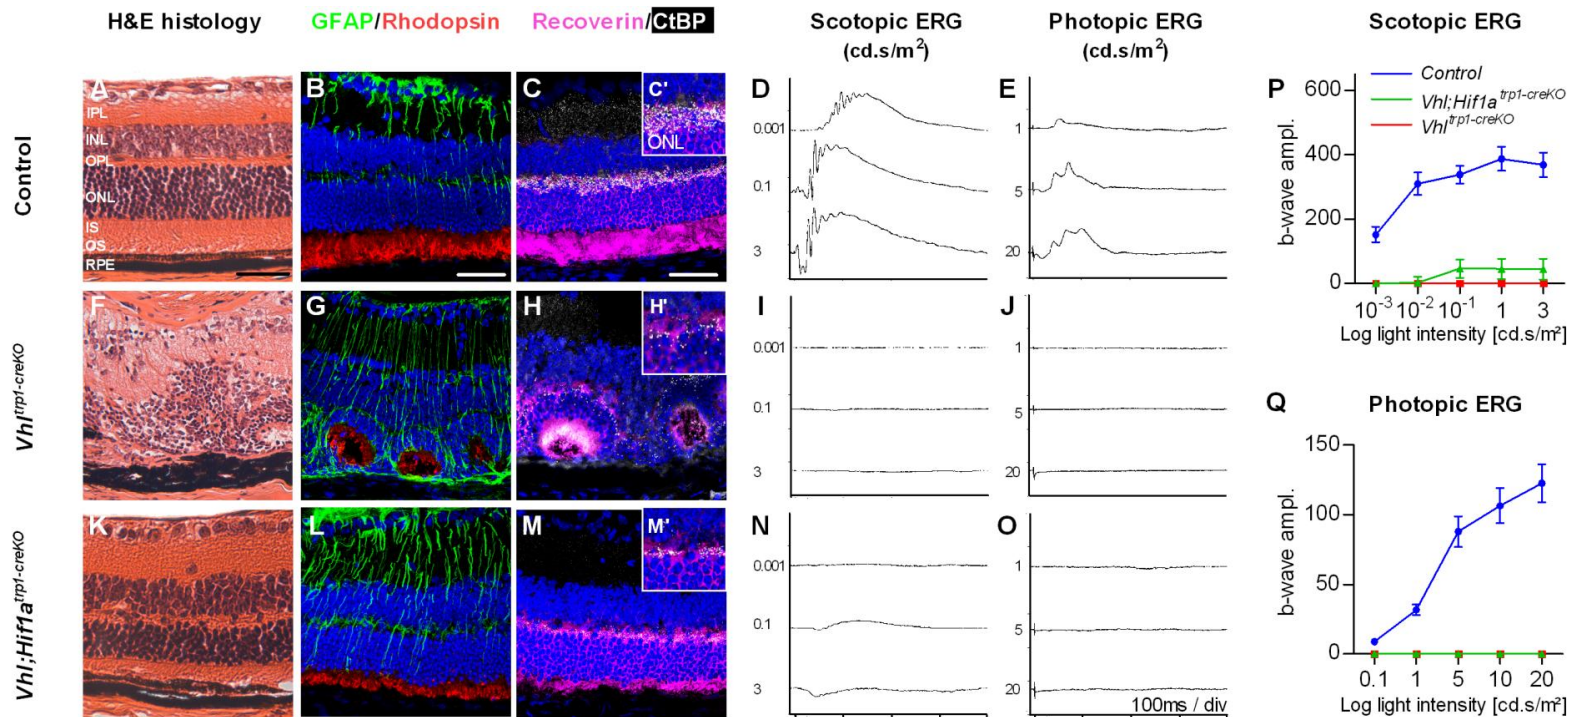 H&E histology
GFAP/Rhodopsin
Recoverin/CtBP
Scotopic ERG
(cd.s/m²)
Photopic ERG
(cd.s/m²)
Control
A
IPL
INL
OPL
ONL
IS
OS
RPE
B
C
C'
ONL
D
0.001
0.1
3
E
1
5
20
Vhl^trp1-creKO
F
G
H
H'
I
0.001
0.1
3
J
1
5
20
Vhl;Hif1a^trp1-creKO
K
L
M
M'
N
0.001
0.1
3
O
1
5
20
100ms / div
Scotopic ERG
P
Control
Vhl;Hif1a^trp1-creKO
Vhl^trp1-creKO
b-wave ampl.
600
400
200
0
10⁻³ 10⁻² 10⁻¹ 1 3
Log light intensity [cd.s/m²]
Q
Photopic ERG
b-wave ampl.
150
100
50
0
0.1 1 5 10 20
Log light intensity [cd.s/m²]